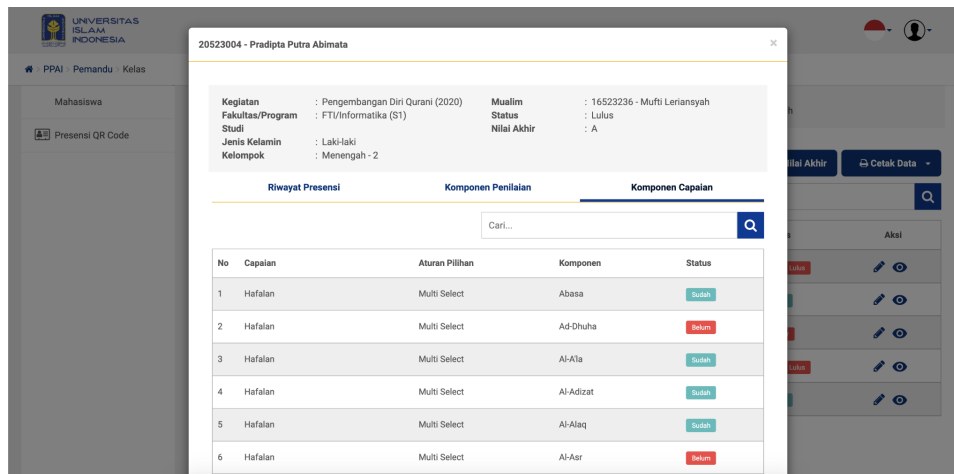 UNIVERSITAS
ISLAM
INDONESIA
PPAI > Pemandu > Kelas
Mahasiswa
Presensi QR Code
20523004 - Pradipta Putra Abimata ×
Kegiatan : Pengembangan Diri Qurani (2020) Mualim : 16523236 - Mufti Leriansyah
Fakultas/Program : FTI/Informatika (S1) Status : Lulus
Studi Nilai Akhir : A
Jenis Kelamin : Laki-laki
Kelompok : Menengah - 2
Riwayat Presensi Komponen Penilaian Komponen Capaian
Cari...
No Capaian Aturan Pilihan Komponen Status
1 Hafalan Multi Select Abasa Sudah
2 Hafalan Multi Select Ad-Dhuha Belum
3 Hafalan Multi Select Al-A'la Sudah
4 Hafalan Multi Select Al-Adizat Sudah
5 Hafalan Multi Select Al-Alaq Sudah
6 Hafalan Multi Select Al-Asr Belum
Akhir Cetak Data
Aksi
Lulus
Lulus